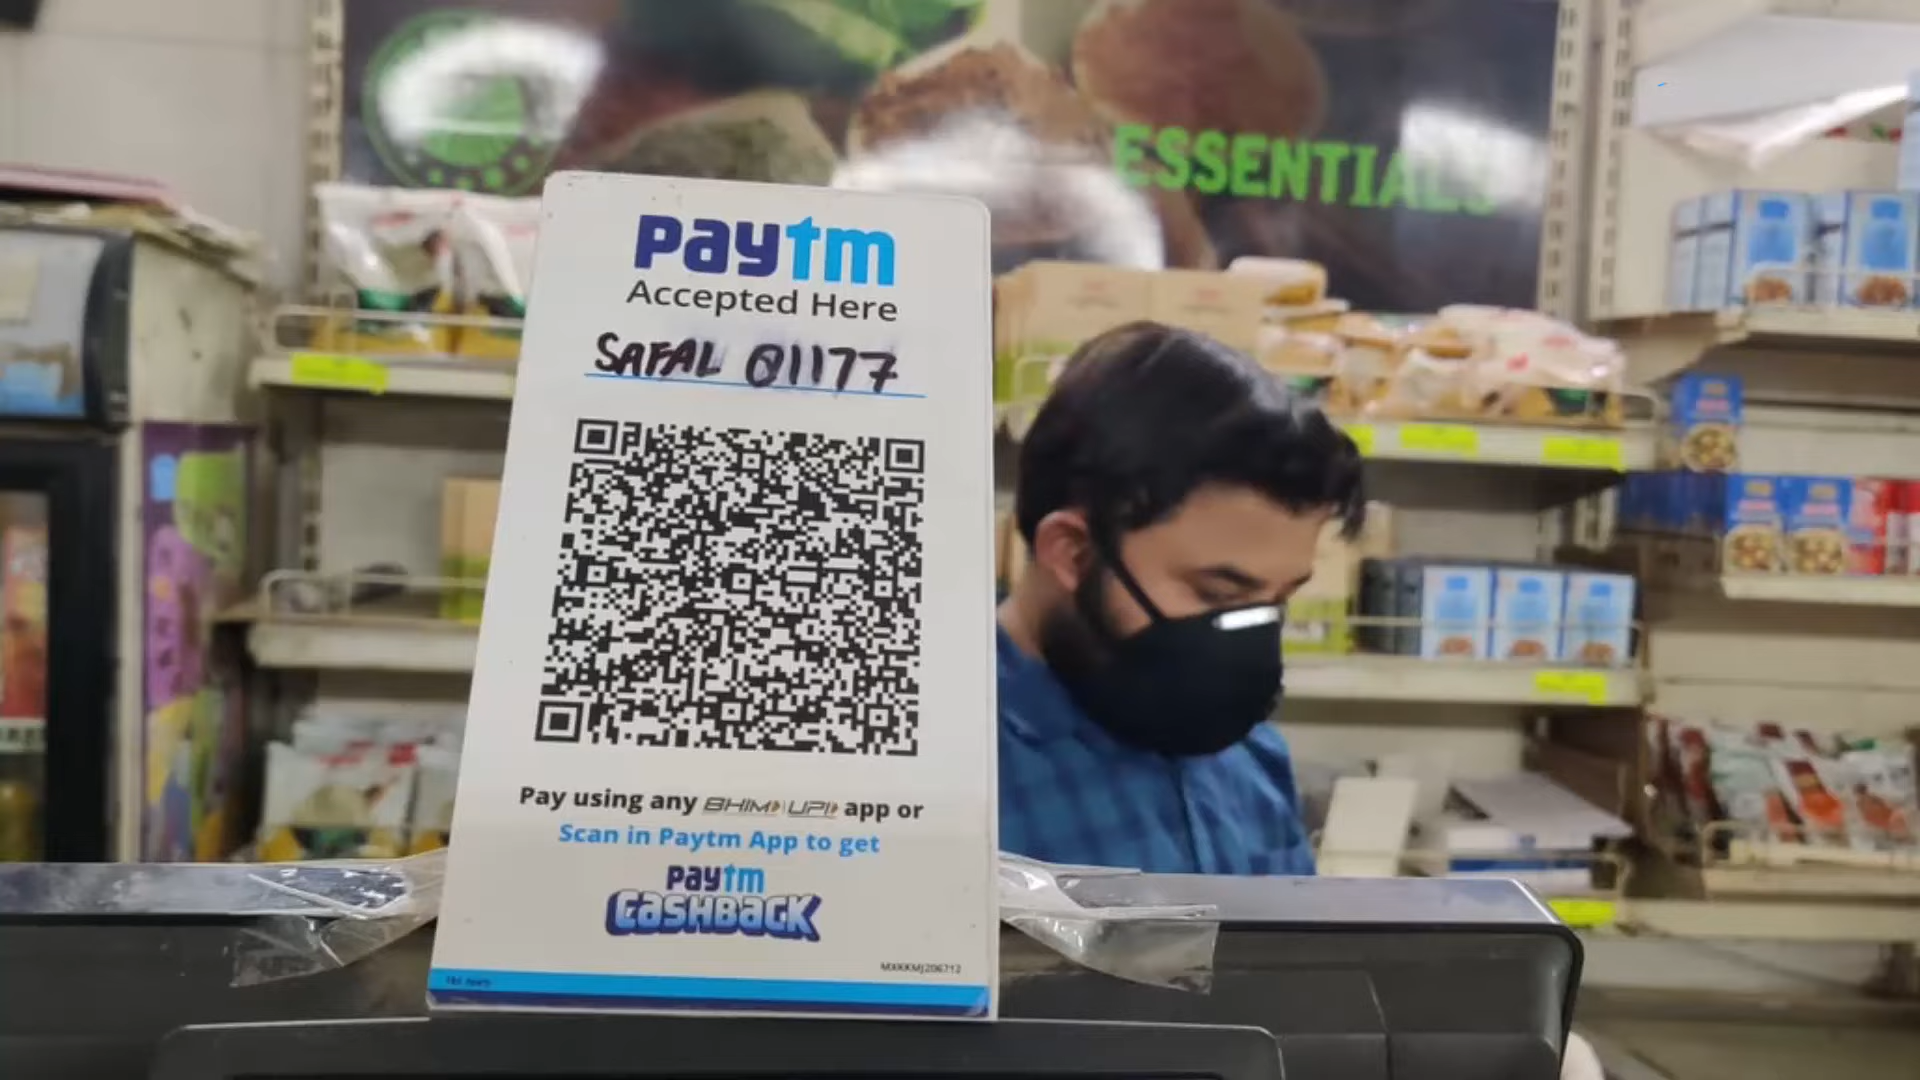 ESSENTIALS
paytm
Accepted Here
SAFAL 01177
Pay using any BHIM UPI app or
Scan in Paytm App to get
paytm
CASHBACK
MXKKMJ206712